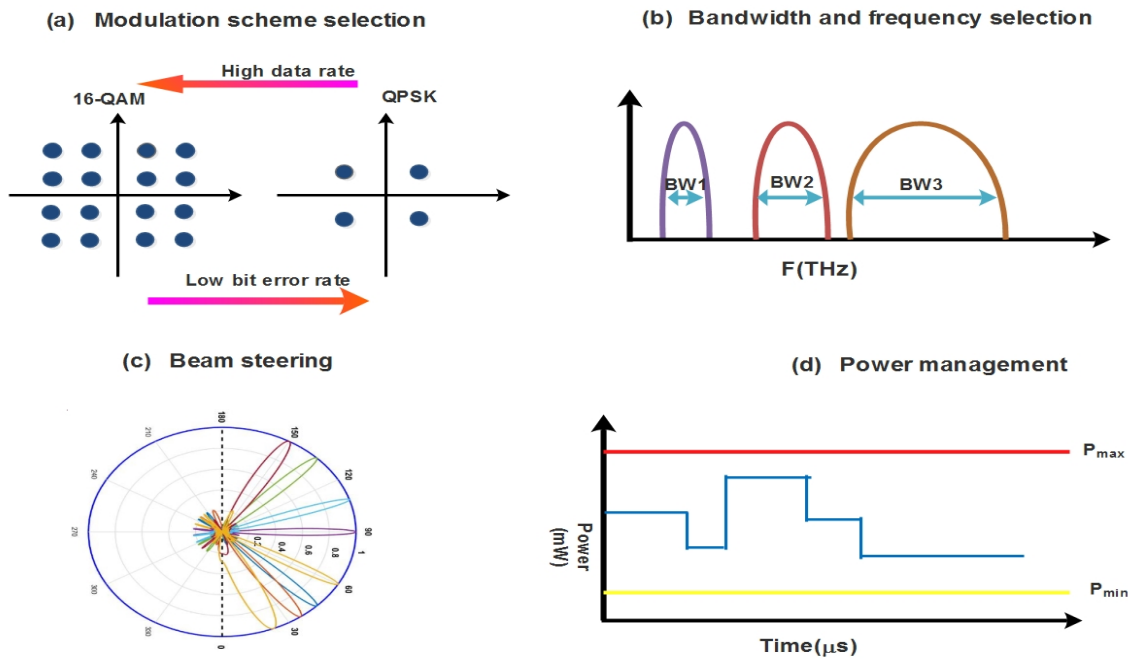 (a) Modulation scheme selection
High data rate
16-QAM
QPSK
Low bit error rate
(b) Bandwidth and frequency selection
BW1
BW2
BW3
F(THz)
(c) Beam steering
180
150
120
90
60
30
0
300
270
240
210
0.2
0.4
0.6
0.8
1
(d) Power management
Pmax
Power
(mW)
Pmin
Time(μs)